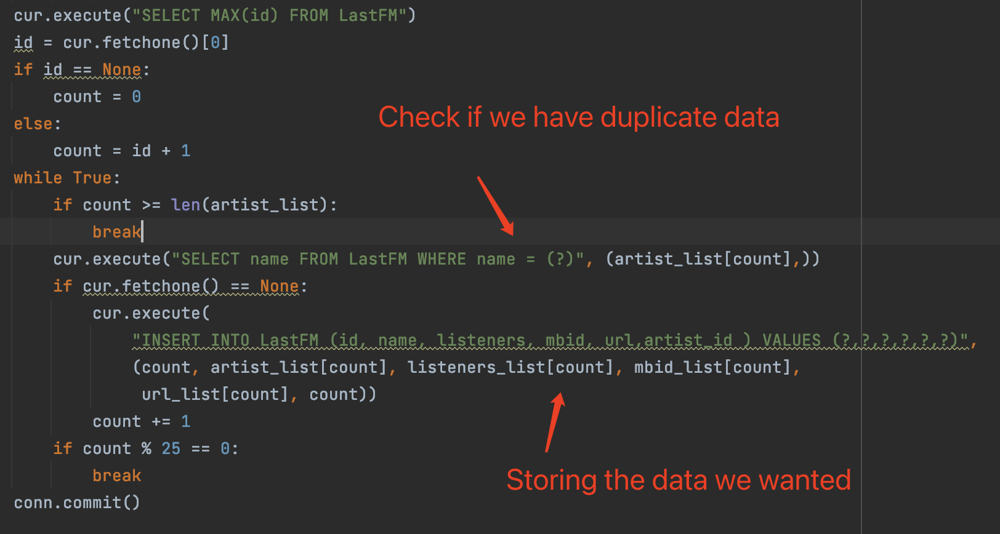 cur.execute("SELECT MAX(id) FROM LastFM")
id = cur.fetchone()[0]
if id == None:
    count = 0
Check if we have duplicate data
else:
    count = id + 1
while True:
    if count >= len(artist_list):
        break
    cur.execute("SELECT name FROM LastFM WHERE name = (?)", (artist_list[count],))
    if cur.fetchone() == None:
        cur.execute(
            "INSERT INTO LastFM (id, name, listeners, mbid, url,artist_id ) VALUES (?,?,?,?,?,?)",
            (count, artist_list[count], listeners_list[count], mbid_list[count],
             url_list[count], count))
        count += 1
    if count % 25 == 0:
        break
Storing the data we wanted
conn.commit()